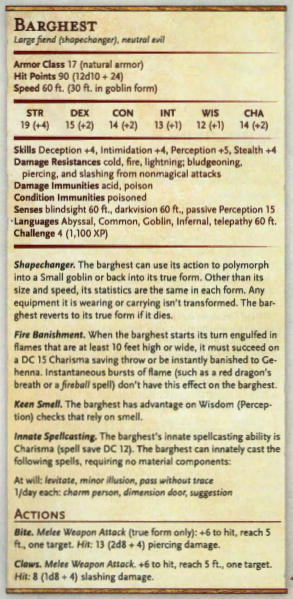 BARGHEST
Large fiend (shapechanger), neutral evil
Armor Class 17 (natural armor)
Hit Points 90 (12d10 + 24)
Speed 60 ft. (30 ft. in goblin form)
STR DEX CON INT WIS CHA
19 (+4) 15 (+2) 14 (+2) 13 (+1) 12 (+1) 14 (+2)
Skills Deception +4, Intimidation +4, Perception +5, Stealth +4
Damage Resistances cold, fire, lightning; bludgeoning,
piercing, and slashing from nonmagical attacks
Damage Immunities acid, poison
Condition Immunities poisoned
Senses blindsight 60 ft., darkvision 60 ft., passive Perception 15
Languages Abyssal, Common, Goblin, Infernal, telepathy 60 ft.
Challenge 4 (1,100 XP)
Shapechanger. The barghest can use its action to polymorph
into a Small goblin or back into its true form. Other than its
size and speed, its statistics are the same in each form. Any
equipment it is wearing or carrying isn't transformed. The bar-
ghest reverts to its true form if it dies.
Fire Banishment. When the barghest starts its turn engulfed in
flames that are at least 10 feet high or wide, it must succeed on
a DC 15 Charisma saving throw or be instantly banished to Ge-
henna. Instantaneous bursts of flame (such as a red dragon's
breath or a fireball spell) don't have this effect on the barghest.
Keen Smell. The barghest has advantage on Wisdom (Percep-
tion) checks that rely on smell.
Innate Spellcasting. The barghest's innate spellcasting ability is
Charisma (spell save DC 12). The barghest can innately cast the
following spells, requiring no material components:
At will: levitate, minor illusion, pass without trace
1/day each: charm person, dimension door, suggestion
ACTIONS
Bite. Melee Weapon Attack (true form only): +6 to hit, reach 5
ft., one target. Hit: 13 (2d8 + 4) piercing damage.
Claws. Melee Weapon Attack. +6 to hit, reach 5 ft., one target.
Hit: 8 (1d8 + 4) slashing damage.